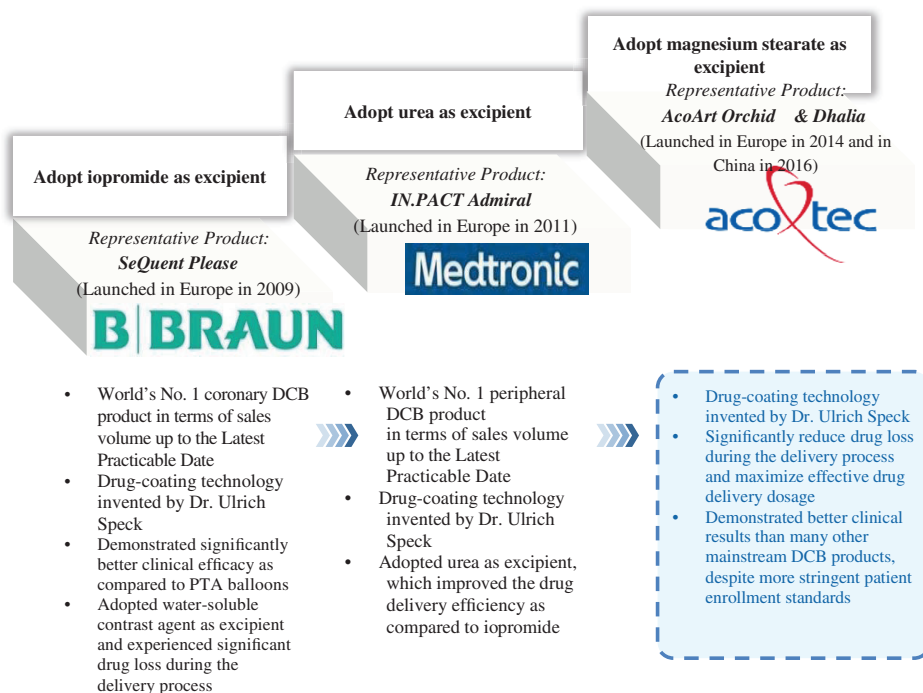 Adopt iopromide as excipient
Representative Product:
SeQuent Please
(Launched in Europe in 2009)
B BRAUN
• World's No. 1 coronary DCB
product in terms of sales
volume up to the Latest
Practicable Date
• Drug-coating technology
invented by Dr. Ulrich
Speck
• Demonstrated significantly
better clinical efficacy as
compared to PTA balloons
• Adopted water-soluble
contrast agent as excipient
and experienced significant
drug loss during the
delivery process
Adopt urea as excipient
Representative Product:
IN.PACT Admiral
(Launched in Europe in 2011)
Medtronic
• World's No. 1 peripheral
DCB product
in terms of sales volume
up to the Latest
Practicable Date
• Drug-coating technology
invented by Dr. Ulrich
Speck
• Adopted urea as excipient,
which improved the drug
delivery efficiency as
compared to iopromide
Adopt magnesium stearate as
excipient
Representative Product:
AcoArt Orchid & Dhalia
(Launched in Europe in 2014 and in
China in 2016)
acotec
• Drug-coating technology
invented by Dr. Ulrich Speck
• Significantly reduce drug loss
during the delivery process
and maximize effective drug
delivery dosage
• Demonstrated better clinical
results than many other
mainstream DCB products,
despite more stringent patient
enrollment standards